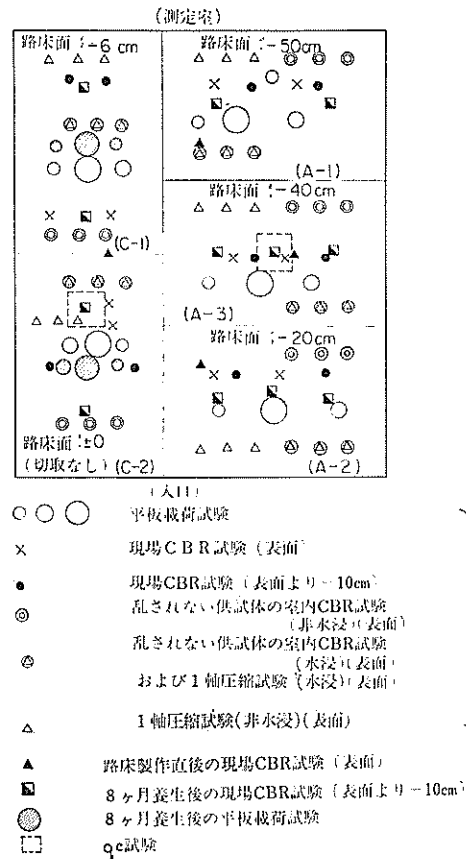 (測定室)
路床面:-6 cm
路床面:-50cm
(A-1)
路床面:-40cm
(C-1)
(A-3)
路床面:-20cm
路床面:±0
(切取なし)(C-2)
(A-2)
(入口)
平板載荷試験
現場CBR試験(表面)
現場CBR試験(表面より-10cm)
乱されない供試体の室内CBR試験
(非水浸)(表面)
乱されない供試体の室内CBR試験
(水浸)(表面)
および1軸圧縮試験(水浸)(表面)
1軸圧縮試験(非水浸)(表面)
路床製作直後の現場CBR試験(表面)
8ヶ月養生後の現場CBR試験(表面より-10cm)
8ヶ月養生後の平板載荷試験
qc試験